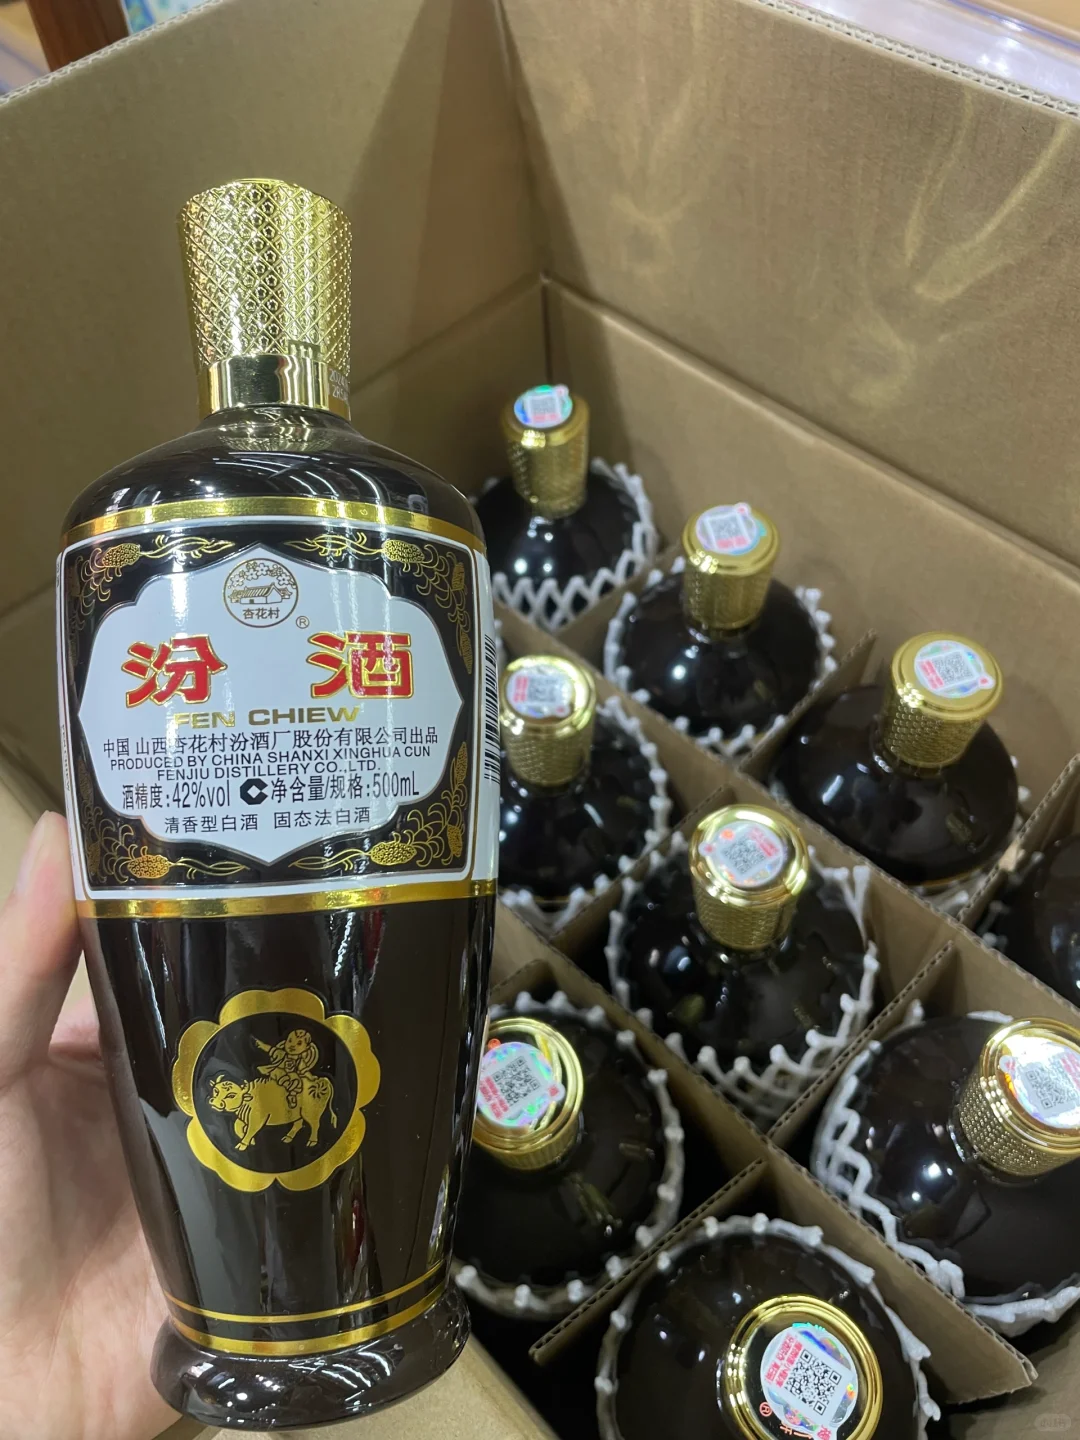 杏花村
®
汾酒
FEN CHIEW
中国 山西杏花村汾酒厂股份有限公司出品
PRODUCED BY CHINA SHANXI XINGHUA CUN
FENJIU DISTILLERY CO.,LTD.
酒精度:42%vol 净含量/规格:500mL
清香型白酒 固态法白酒